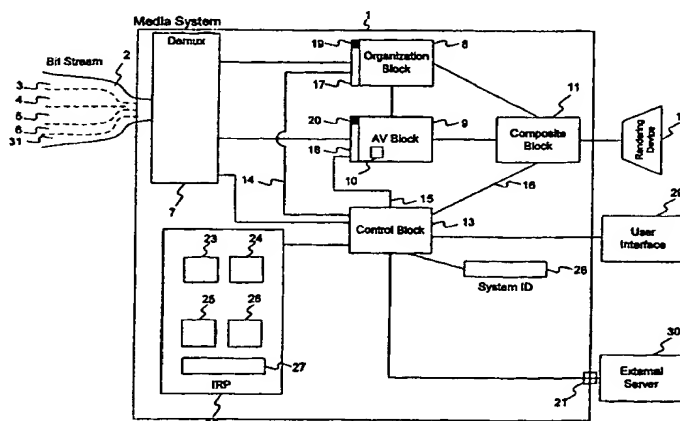 Media System
1
Demux
19
8
Bit Stream
2
Organization
Block
3
17
11
4
20
9
5
AV Block
Composite
Block
Rendering
Device
1
6
18
10
31
14
15
16
29
7
13
User
Interface
Control Block
23
24
28
System ID
25
26
30
27
External
Server
IRP
21